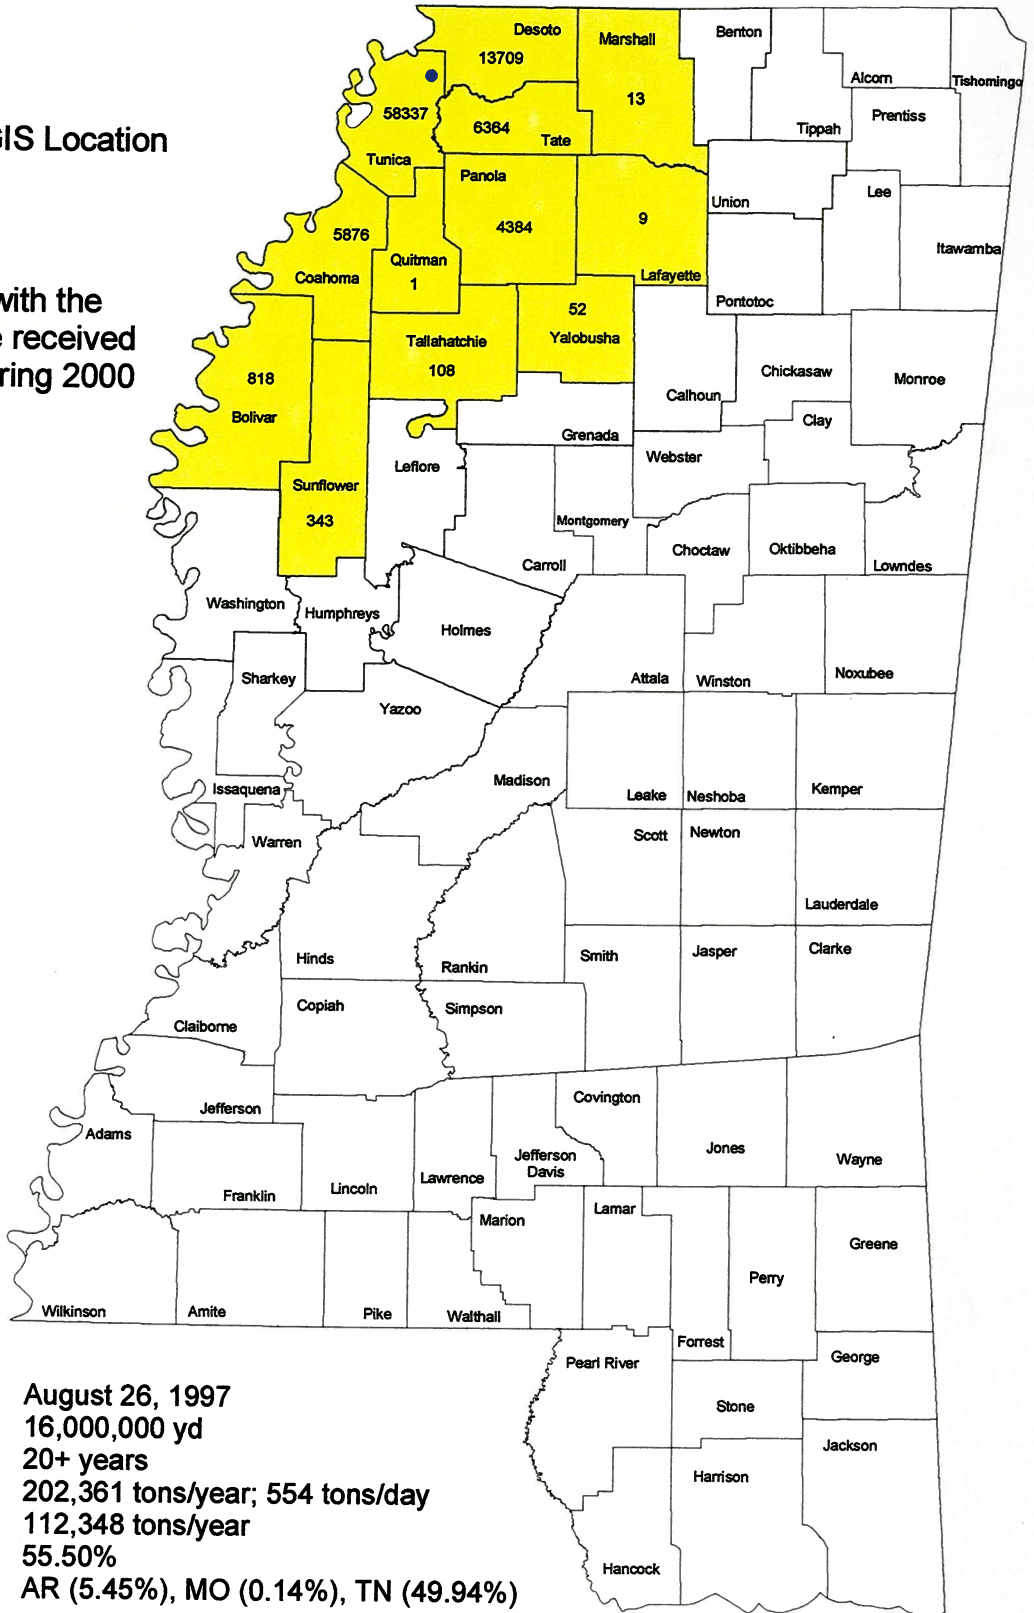 Desoto
13709
Marshall
13
Benton
Alcorn
Tishomingo
Tippah
Prentiss
58337
Tunica
6364
Tate
GIS Location
Panola
4384
9
Lafayette
Union
Lee
Itawamba
Pontotoc
5876
Coahoma
Quitman
1
with the
received
ring 2000
52
Yalobusha
Tallahatchie
108
818
Bolivar
Calhoun
Chickasaw
Monroe
Clay
Grenada
Webster
Leflore
Sunflower
343
Montgomery
Carroll
Choctaw
Oktibbeha
Lowndes
Washington
Humphreys
Holmes
Attala
Winston
Noxubee
Sharkey
Yazoo
Issaquena
Madison
Leake
Neshoba
Kemper
Warren
Scott
Newton
Lauderdale
Hinds
Rankin
Smith
Jasper
Clarke
Claiborne
Copiah
Simpson
Jefferson
Covington
Adams
Franklin
Lincoln
Lawrence
Jefferson
Davis
Jones
Wayne
Marion
Lamar
Greene
Perry
Wilkinson
Amite
Pike
Walthall
Forrest
George
Pearl River
Stone
Jackson
Harrison
Hancock
August 26, 1997
16,000,000 yd
20+ years
202,361 tons/year; 554 tons/day
112,348 tons/year
55.50%
AR (5.45%), MO (0.14%), TN (49.94%)